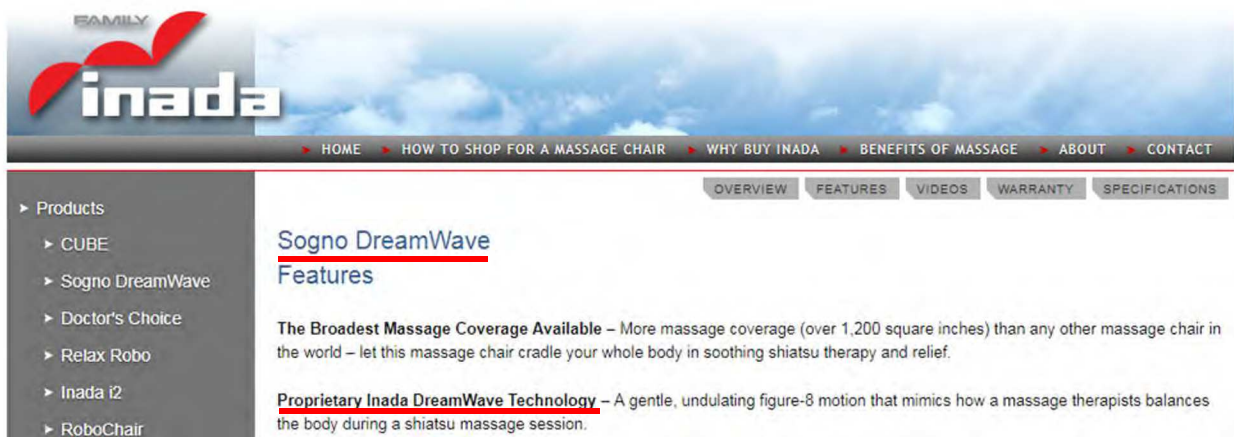 FAMILY
inada
HOME HOW TO SHOP FOR A MASSAGE CHAIR WHY BUY INADA BENEFITS OF MASSAGE ABOUT CONTACT
OVERVIEW FEATURES VIDEOS WARRANTY SPECIFICATIONS
Products
CUBE
Sogno DreamWave
Doctor's Choice
Relax Robo
Inada i2
RoboChair
Sogno DreamWave
Features
The Broadest Massage Coverage Available – More massage coverage (over 1,200 square inches) than any other massage chair in
the world – let this massage chair cradle your whole body in soothing shiatsu therapy and relief.
Proprietary Inada DreamWave Technology – A gentle, undulating figure-8 motion that mimics how a massage therapists balances
the body during a shiatsu massage session.